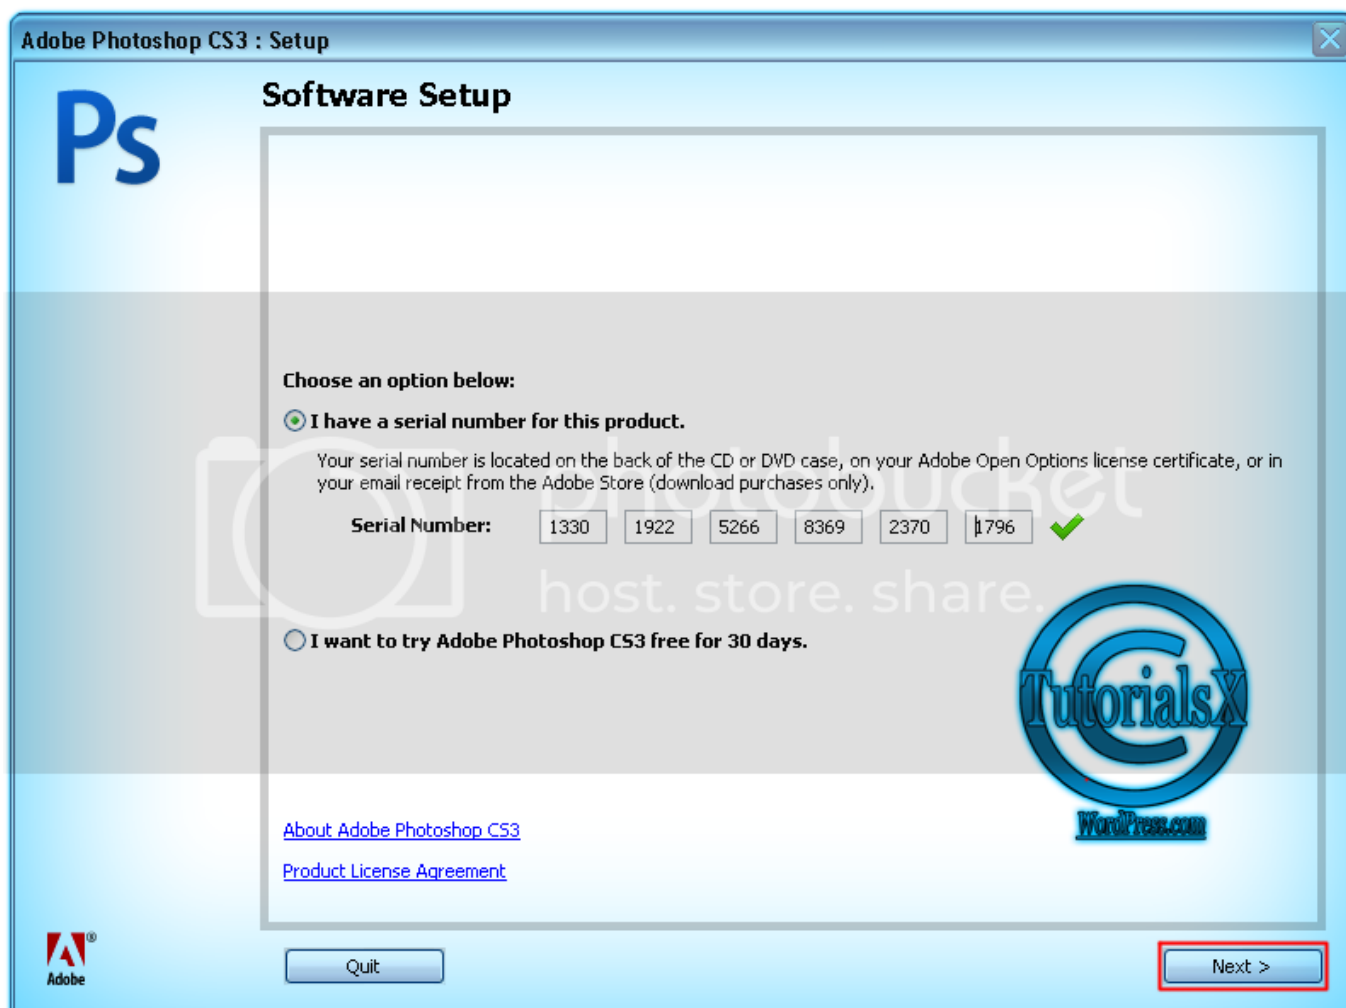 Adobe Photoshop CS3 : Setup
Ps
Software Setup
Choose an option below:
I have a serial number for this product.
Your serial number is located on the back of the CD or DVD case, on your Adobe Open Options license certificate, or in
your email receipt from the Adobe Store (download purchases only).
Serial Number: 1330 1922 5266 8369 2370 1796
photobucket
host. store. share.
I want to try Adobe Photoshop CS3 free for 30 days.
TutorialsX
WordPress.com
About Adobe Photoshop CS3
Product License Agreement
Adobe
Quit
Next >